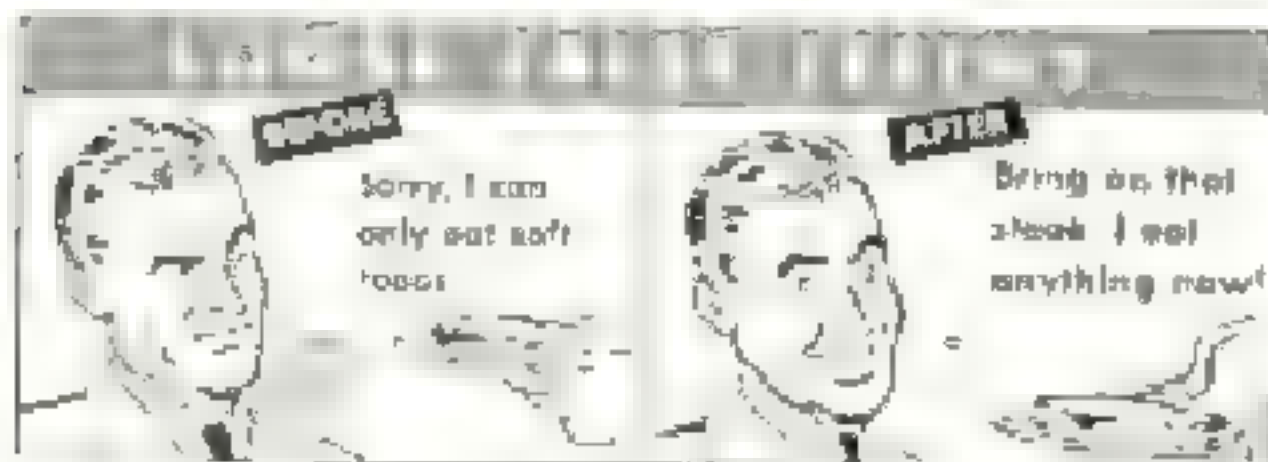 BEFORE
Sorry, I can
only eat soft
foods
AFTER
Bring on that
steak I eat
anything now!